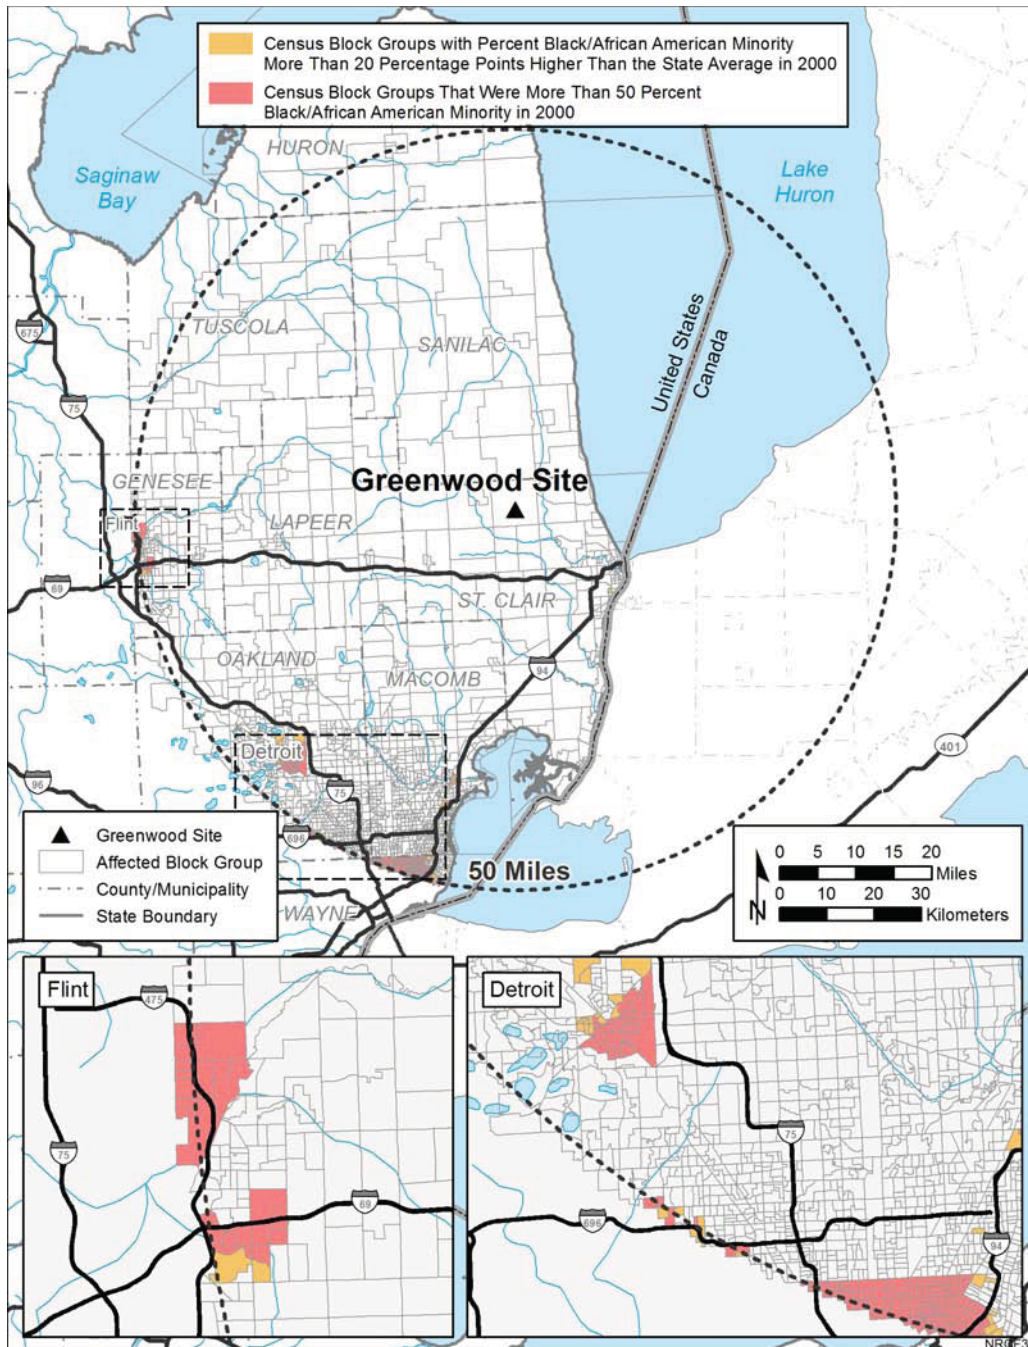 Census Block Groups with Percent Black/African American Minority
More Than 20 Percentage Points Higher Than the State Average in 2000
Census Block Groups That Were More Than 50 Percent
Black/African American Minority in 2000
HURON
Saginaw
Bay
Lake
Huron
TUSCOLA
SANILAC
675
75
United States
Canada
GENESEE
Greenwood Site
Flint
LAPEER
69
ST. CLAIR
OAKLAND
MACOMB
94
401
Detroit
96
75
696
50 Miles
WAYNE
Greenwood Site
Affected Block Group
County/Municipality
State Boundary
N
0 5 10 15 20
Miles
0 10 20 30
Kilometers
Flint
475
75
69
Detroit
75
696
94